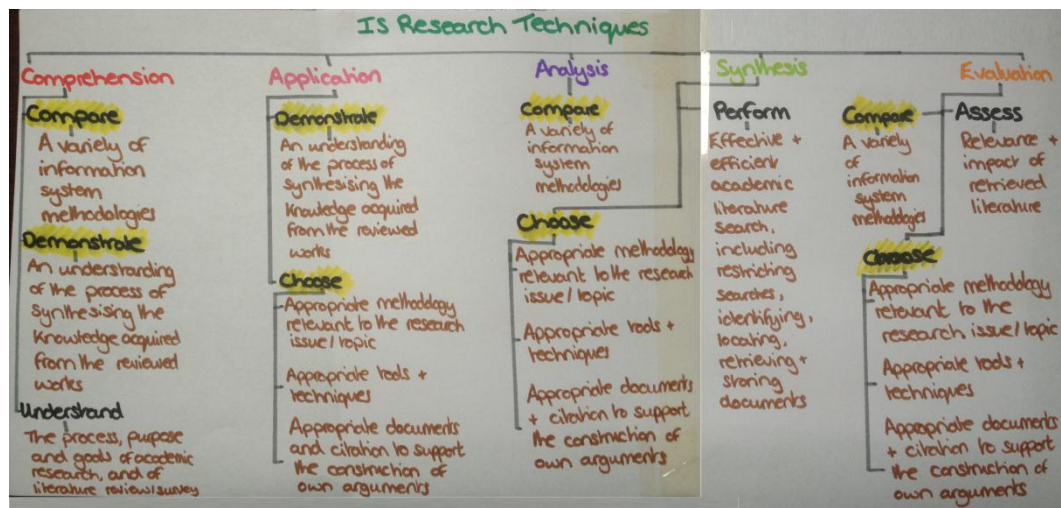 IS Research Techniques
Comprehension
Compare
A variety of
information
system
methodologies
Demonstrate
An understanding
of the process of
synthesising the
knowledge acquired
from the reviewed
works
Understand
The process, purpose
and goals of academic
research, and of
literature review/survey
Application
Demonstrate
An understanding
of the process of
synthesising the
knowledge acquired
from the reviewed
works
Choose
Appropriate methodology
relevant to the research
issue/topic
Appropriate tools +
techniques
Appropriate documents
and citation to support
the construction of
own arguments
Analysis
Compare
A variety of
information
system
methodologies
Choose
Appropriate methodology
relevant to the research
issue/topic
Appropriate tools +
techniques
Appropriate documents
+ citation to support
the construction of
own arguments
Synthesis
Perform
Effective +
efficient
academic
literature
search,
including
restricting
searches,
identifying,
locating,
retrieving +
storing
documents
Evaluation
Compare
A variety
of
information
system
methodologies
Assess
Relevance +
impact of
retrieved
literature
Choose
Appropriate methodology
relevant to the
research issue/topic
Appropriate tools +
techniques
Appropriate documents
+ citation to support
the construction of
own arguments